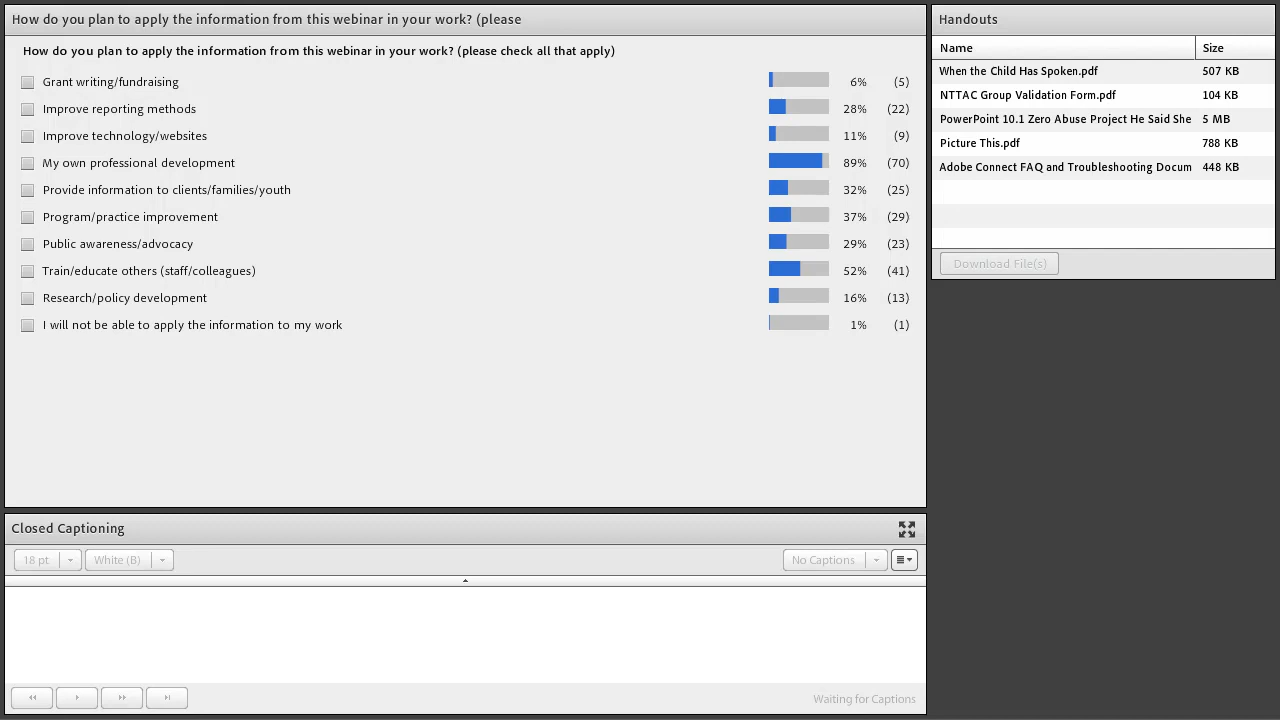 How do you plan to apply the information from this webinar in your work? (please
How do you plan to apply the information from this webinar in your work? (please check all that apply)
Grant writing/fundraising 6% (5)
Improve reporting methods 28% (22)
Improve technology/websites 11% (9)
My own professional development 89% (70)
Provide information to clients/families/youth 32% (25)
Program/practice improvement 37% (29)
Public awareness/advocacy 29% (23)
Train/educate others (staff/colleagues) 52% (41)
Research/policy development 16% (13)
I will not be able to apply the information to my work 1% (1)
Closed Captioning
18 pt White (B) No Captions
Waiting for Captions
Handouts
Name Size
When the Child Has Spoken.pdf 507 KB
NTTAC Group Validation Form.pdf 104 KB
PowerPoint 10.1 Zero Abuse Project He Said She 5 MB
Picture This.pdf 788 KB
Adobe Connect FAQ and Troubleshooting Docum 448 KB
Download File(s)